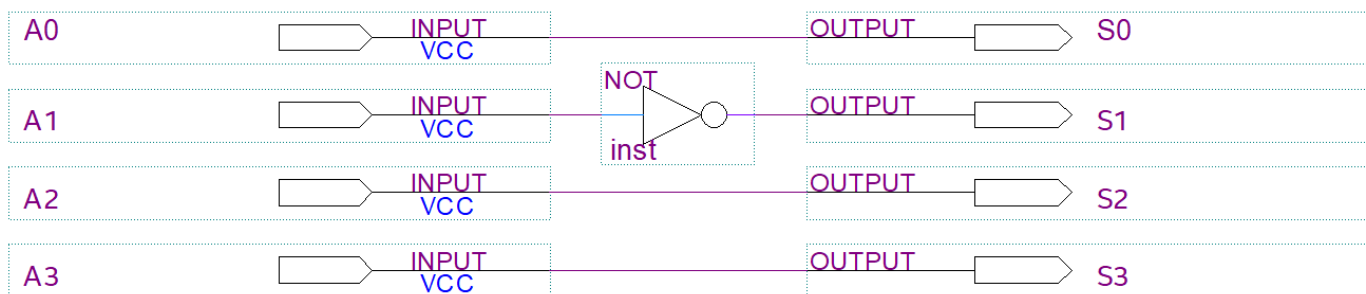 A0 INPUT OUTPUT S0
VCC
NOT
A1 INPUT OUTPUT S1
VCC
inst
A2 INPUT OUTPUT S2
VCC
A3 INPUT OUTPUT S3
VCC